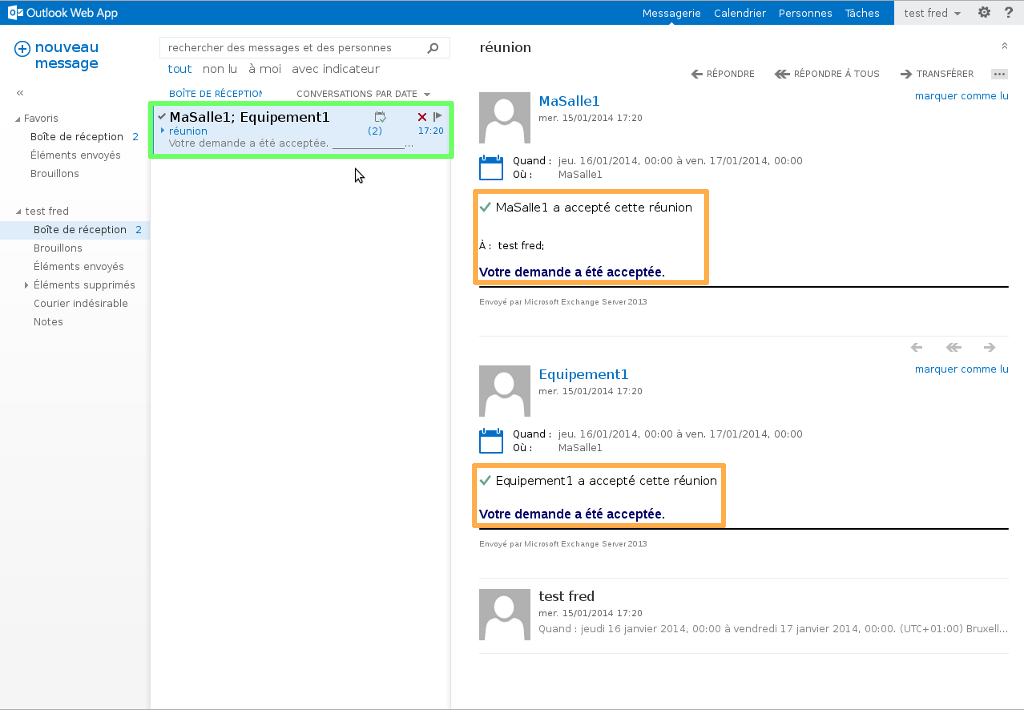 Outlook Web App
Messagerie Calendrier Personnes Tâches test fred ?
nouveau
message
«
Favoris
Boîte de réception 2
Éléments envoyés
Brouillons
test fred
Boîte de réception 2
Brouillons
Éléments envoyés
Éléments supprimés
Courier indésirable
Notes
rechercher des messages et des personnes
tout non lu à moi avec indicateur
BOÎTE DE RÉCEPTION CONVERSATIONS PAR DATE
MaSalle1; Equipement1
réunion (2) 17:20
Votre demande a été acceptée. _______________...
réunion
RÉPONDRE RÉPONDRE À TOUS TRANSFÉRER ...
marquer comme lu
MaSalle1
mer. 15/01/2014 17:20
Quand : jeu. 16/01/2014, 00:00 à ven. 17/01/2014, 00:00
Où : MaSalle1
MaSalle1 a accepté cette réunion
À : test fred;
Votre demande a été acceptée.
Envoyé par Microsoft Exchange Server 2013
marquer comme lu
Equipement1
mer. 15/01/2014 17:20
Quand : jeu. 16/01/2014, 00:00 à ven. 17/01/2014, 00:00
Où : MaSalle1
Equipement1 a accepté cette réunion
Votre demande a été acceptée.
Envoyé par Microsoft Exchange Server 2013
test fred
mer. 15/01/2014 17:20
Quand : jeudi 16 janvier 2014, 00:00 à vendredi 17 janvier 2014, 00:00. (UTC+01:00) Bruxell...